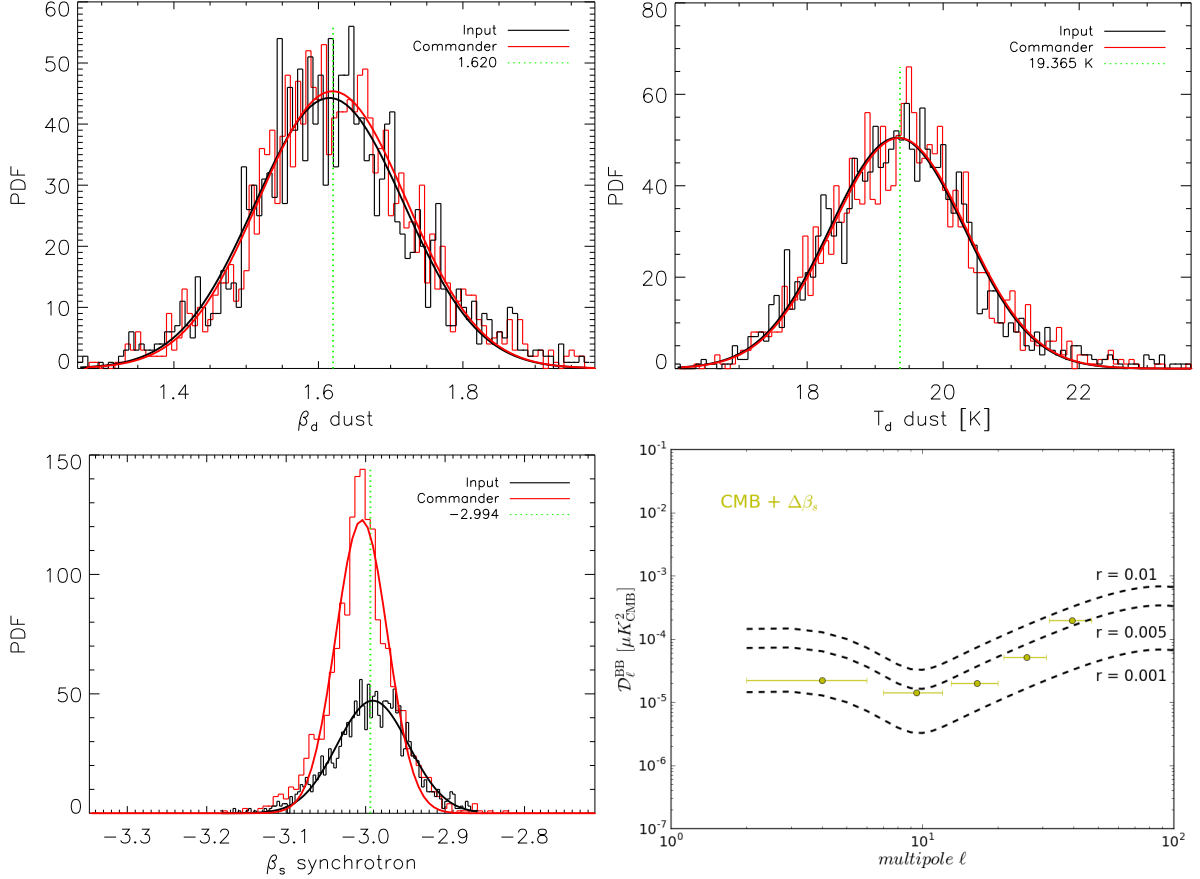 60
50
40
30
20
10
0
PDF
1.4
1.6
1.8
β_d dust
Input
Commander
1.620
80
60
40
20
0
PDF
18
20
22
T_d dust [K]
Input
Commander
19.365 K
150
100
50
0
PDF
−3.3
−3.2
−3.1
−3.0
−2.9
−2.8
β_s synchrotron
Input
Commander
−2.994
10^-1
10^-2
10^-3
10^-4
10^-5
10^-6
10^-7
D_ℓ^BB [μK^2_CMB]
CMB + Δβ_s
r = 0.01
r = 0.005
r = 0.001
10^0
10^1
10^2
multipole ℓ